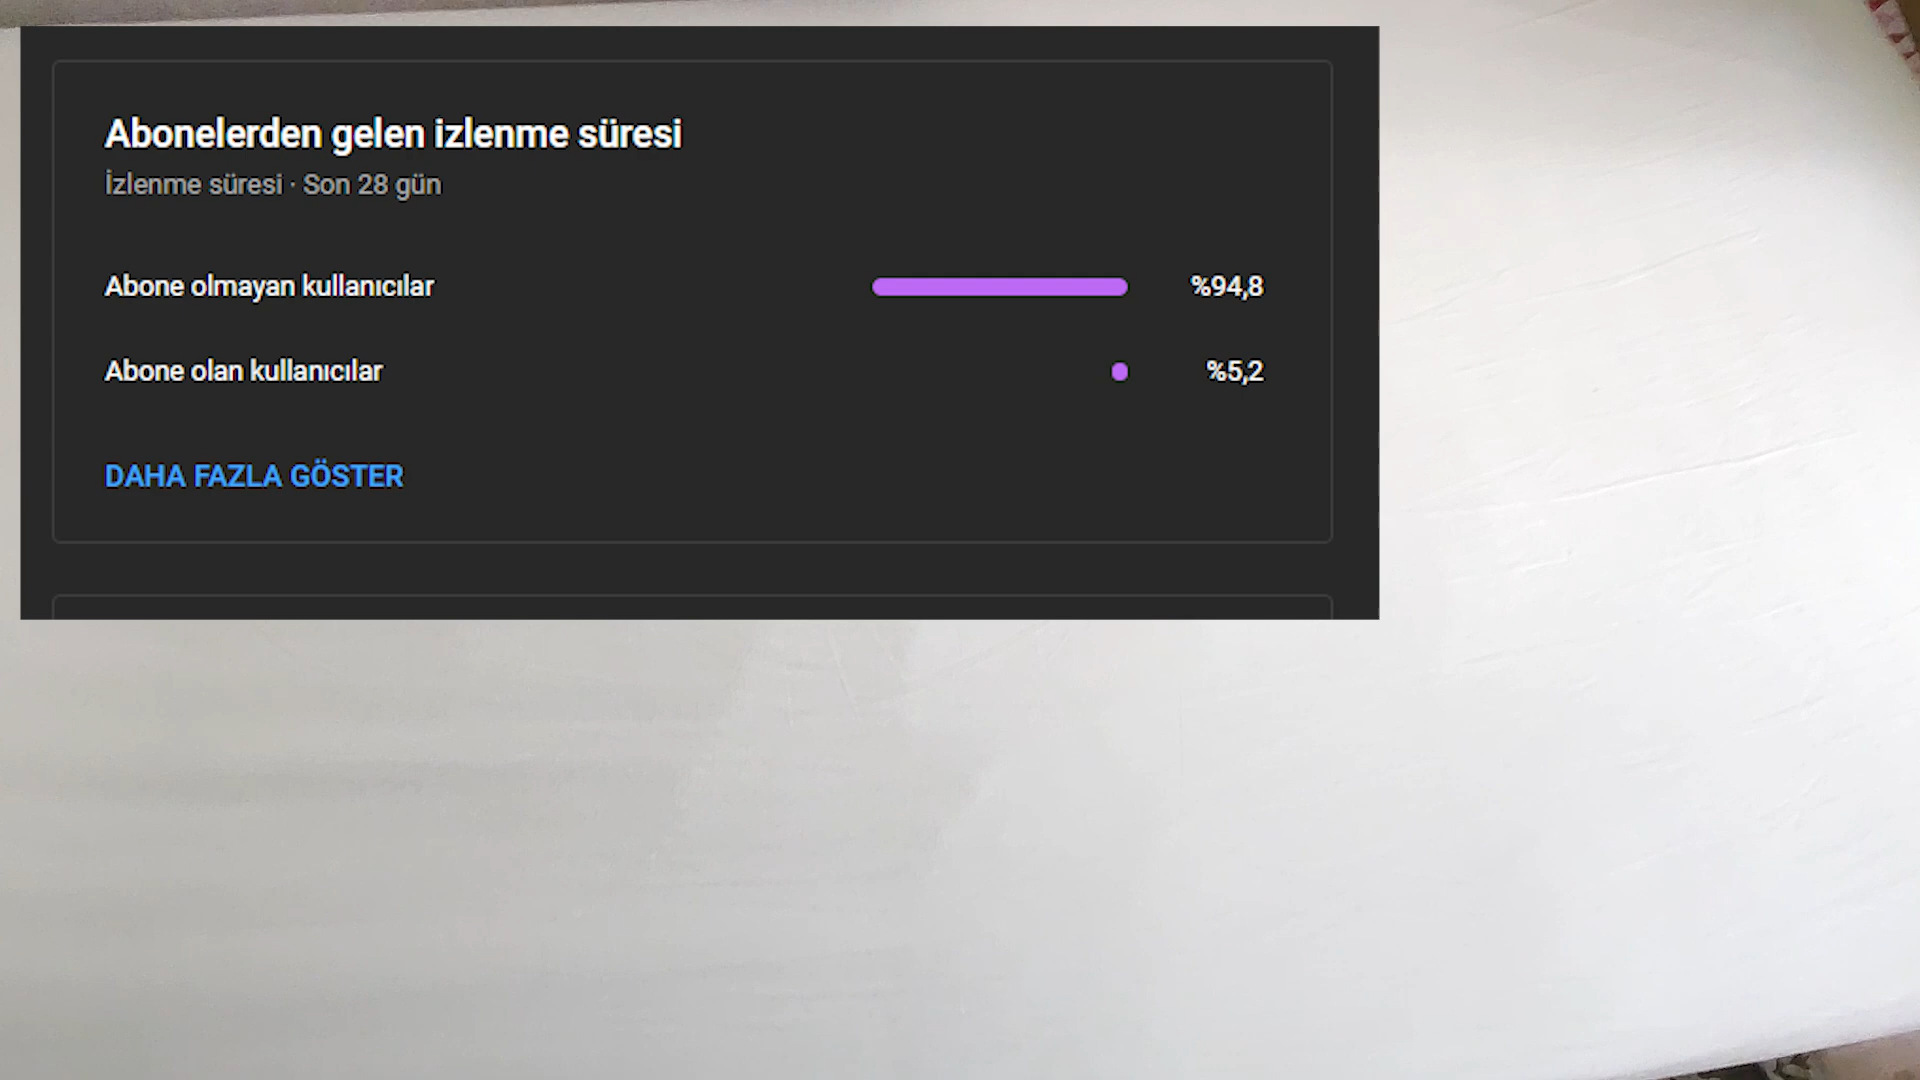 Abonelerden gelen izlenme süresi
İzlenme süresi · Son 28 gün
Abone olmayan kullanıcılar %94,8
Abone olan kullanıcılar %5,2
DAHA FAZLA GÖSTER